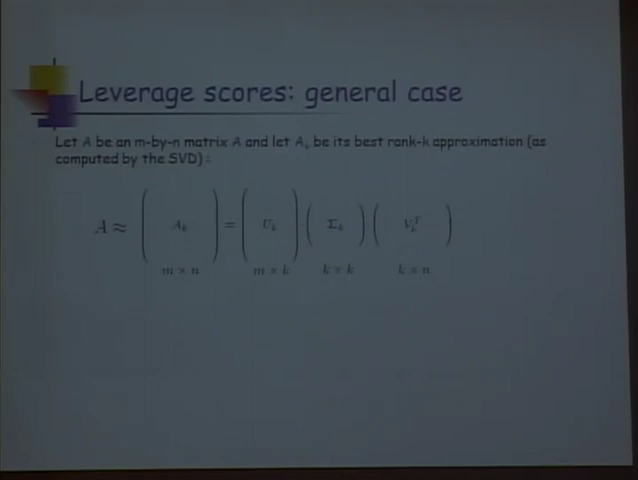 Leverage scores: general case
Let A be an m-by-n matrix A and let Aₖ be its best rank-k approximation (as
computed by the SVD) :
A ≈ ( Aₖ ) = ( Uₖ ) ( Σₖ ) ( Vₖᵀ )
m × n m × k k × k k × n